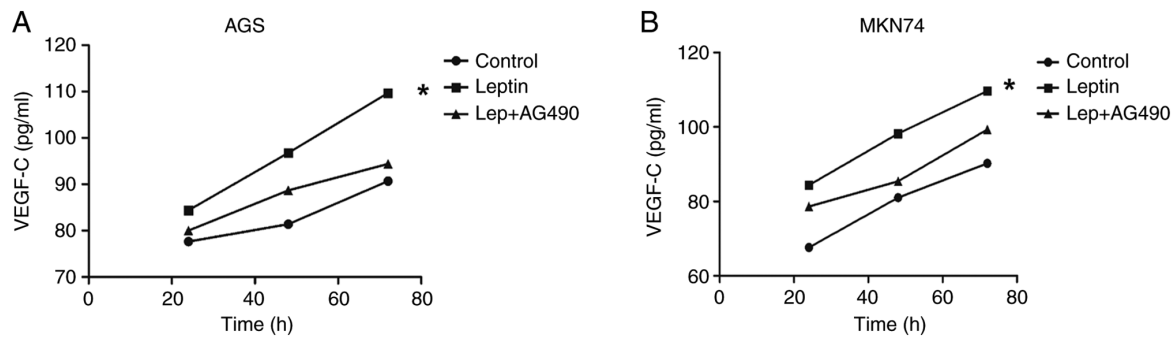 A
AGS
VEGF-C (pg/ml)
120
110
100
90
80
70
0 20 40 60 80
Time (h)
Control
Leptin
Lep+AG490
*
B
MKN74
VEGF-C (pg/ml)
120
100
80
60
0 20 40 60 80
Time (h)
Control
Leptin
Lep+AG490
*